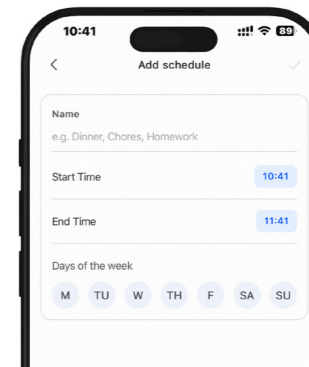 10:41
89
Add schedule
Name
e.g. Dinner, Chores, Homework
Start Time
10:41
End Time
11:41
Days of the week
M TU W TH F SA SU